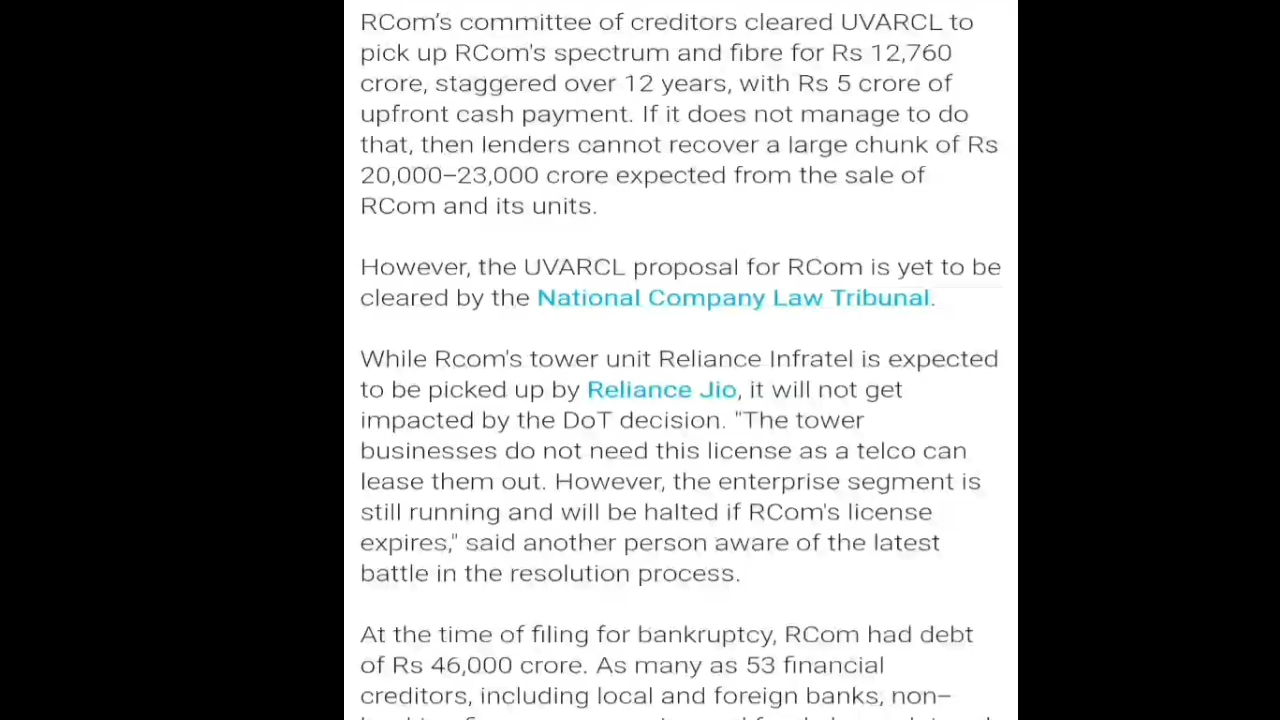 RCom's committee of creditors cleared UVARCL to
pick up RCom's spectrum and fibre for Rs 12,760
crore, staggered over 12 years, with Rs 5 crore of
upfront cash payment. If it does not manage to do
that, then lenders cannot recover a large chunk of Rs
20,000–23,000 crore expected from the sale of
RCom and its units.
However, the UVARCL proposal for RCom is yet to be
cleared by the National Company Law Tribunal.
While Rcom's tower unit Reliance Infratel is expected
to be picked up by Reliance Jio, it will not get
impacted by the DoT decision. "The tower
businesses do not need this license as a telco can
lease them out. However, the enterprise segment is
still running and will be halted if RCom's license
expires," said another person aware of the latest
battle in the resolution process.
At the time of filing for bankruptcy, RCom had debt
of Rs 46,000 crore. As many as 53 financial
creditors, including local and foreign banks, non–